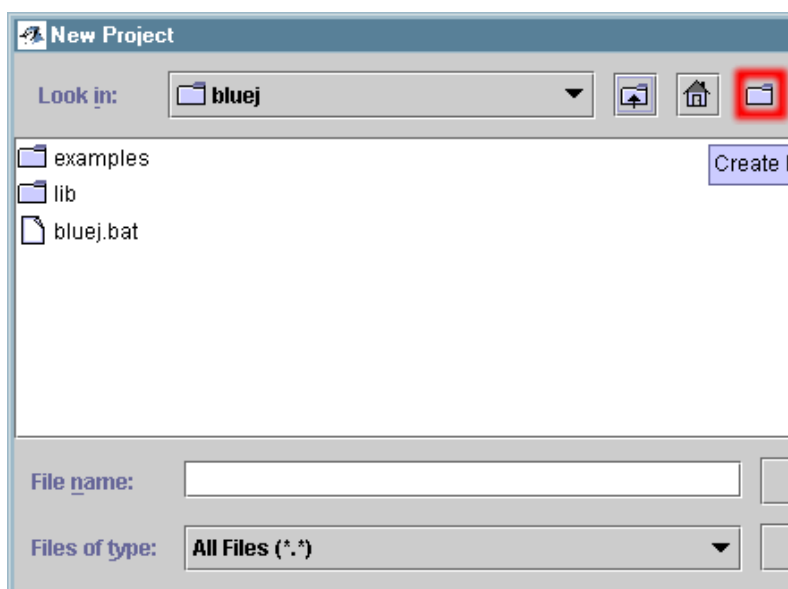 New Project
Look in: bluej
examples
Create
lib
bluej.bat
File name:
Files of type: All Files (*.*)